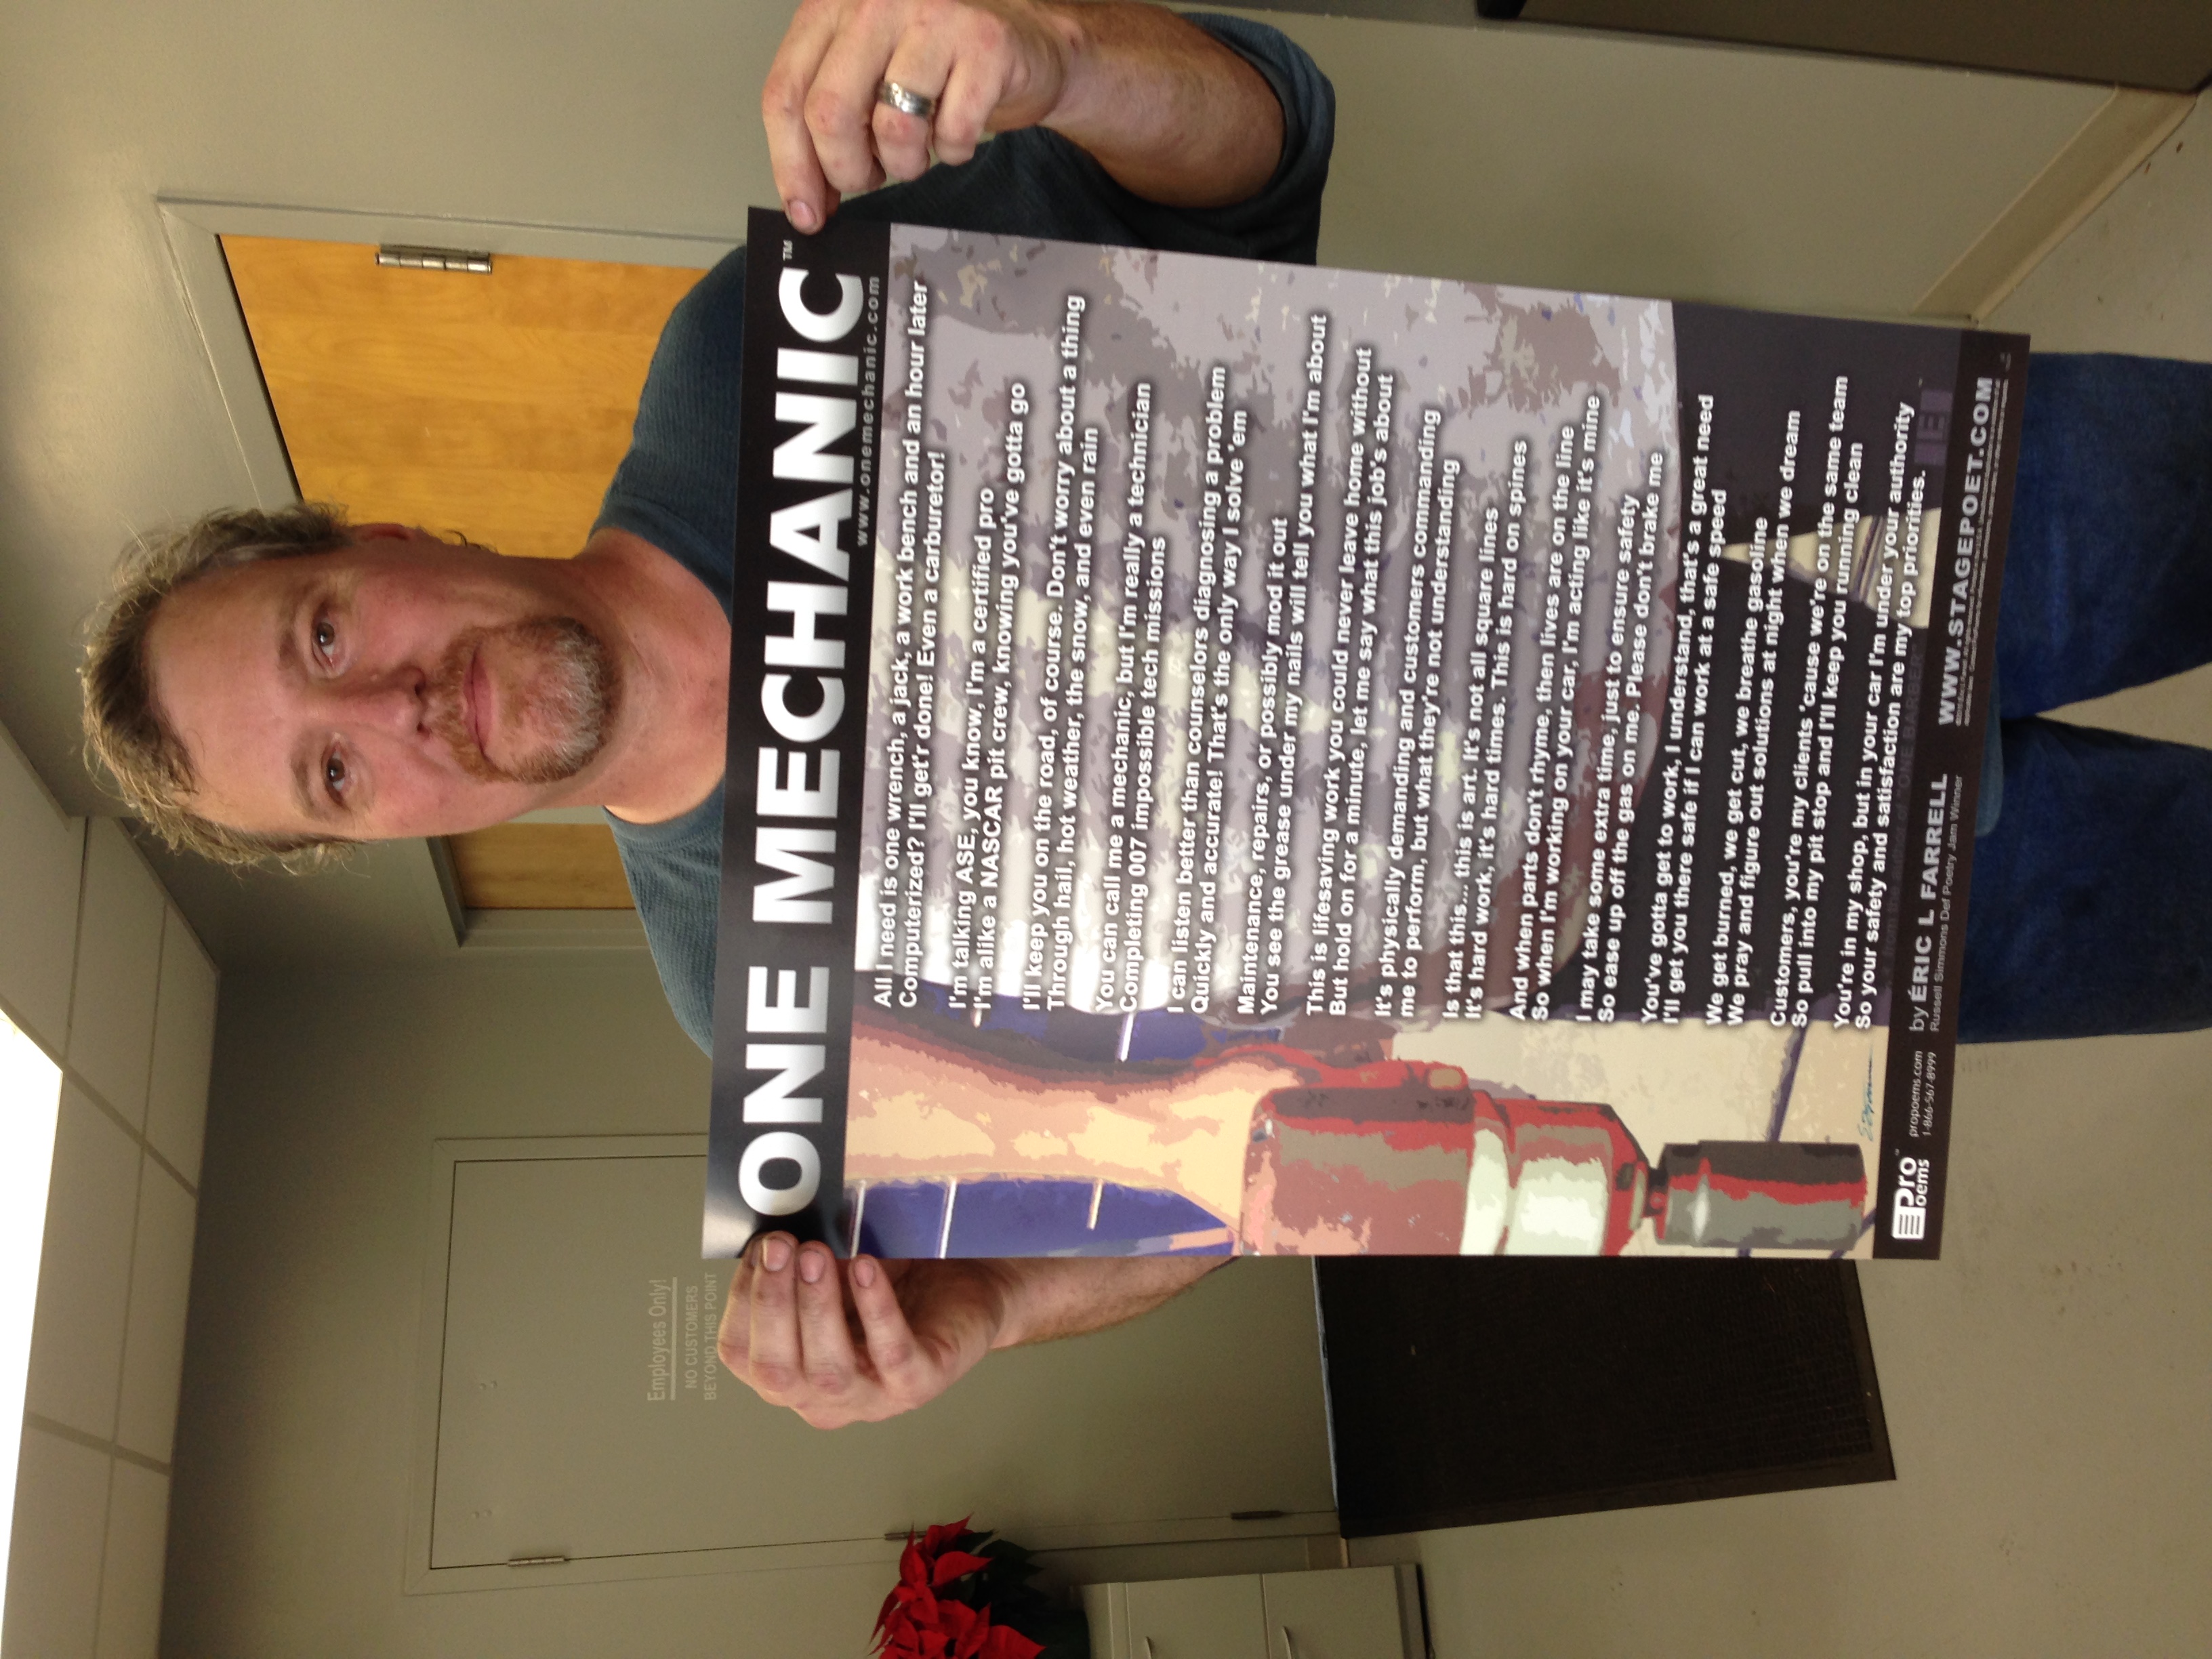 ONE MECHANIC™
www.onemechanic.com
All I need is one wrench, a jack, a work bench and an hour later
Computerized? I'll get'r done! Even a carburetor!
I'm talking ASE, you know, I'm a certified pro
I'm alike a NASCAR pit crew, knowing you've gotta go
I'll keep you on the road, of course. Don't worry about a thing
Through hail, hot weather, the snow, and even rain
You can call me a mechanic, but I'm really a technician
Completing 007 impossible tech missions
I can listen better than counselors diagnosing a problem
Quickly and accurate! That's the only way I solve 'em
Maintenance, repairs, or possibly mod it out
You see the grease under my nails will tell you what I'm about
This is lifesaving work you could never leave home without
But hold on for a minute, let me say what this job's about
It's physically demanding and customers commanding
me to perform, but what they're not understanding
Is that this... this is art. It's not all square lines
It's hard work, it's hard times. This is hard on spines
And when parts don't rhyme, then lives are on the line
So when I'm working on your car, I'm acting like it's mine
I may take some extra time, just to ensure safety
So ease up off the gas on me. Please don't brake me
You've gotta get to work, I understand, that's a great need
I'll get you there safe if I can work at a safe speed
We get burned, we get cut, we breathe gasoline
We pray and figure out solutions at night when we dream
Customers, you're my clients 'cause we're on the same team
So pull into my pit stop and I'll keep you running clean
You're in my shop, but in your car I'm under your authority
So your safety and satisfaction are my top priorities.
ProPoems™
propoems.com
1-866-567-8999
by ÉRIC L FARRELL
Russell Simmons Def Poetry Jam Winner
WWW.STAGEPOET.COM
Employees Only!
NO CUSTOMERS
BEYOND THIS POINT